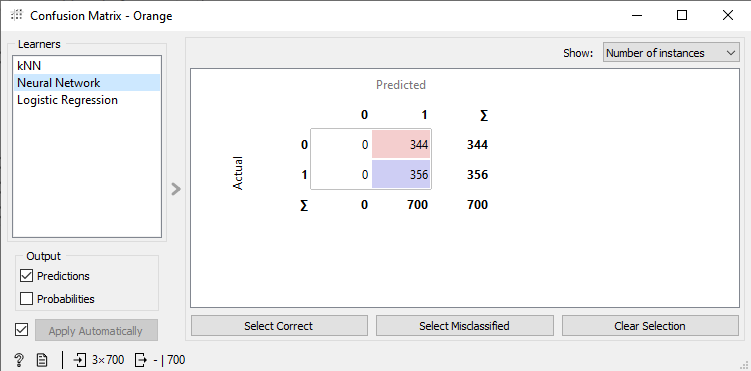 Confusion Matrix - Orange
Learners
kNN
Neural Network
Logistic Regression
Output
Predictions
Probabilities
Apply Automatically
? 3×700 - | 700
Show: Number of instances
Predicted
0 1 Σ
Actual
0 0 344 344
1 0 356 356
Σ 0 700 700
Select Correct Select Misclassified Clear Selection